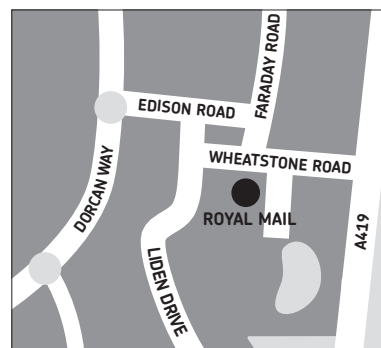 FARADAY ROAD
EDISON ROAD
WHEATSTONE ROAD
DORCAN WAY
ROYAL MAIL
LIDEN DRIVE
A419